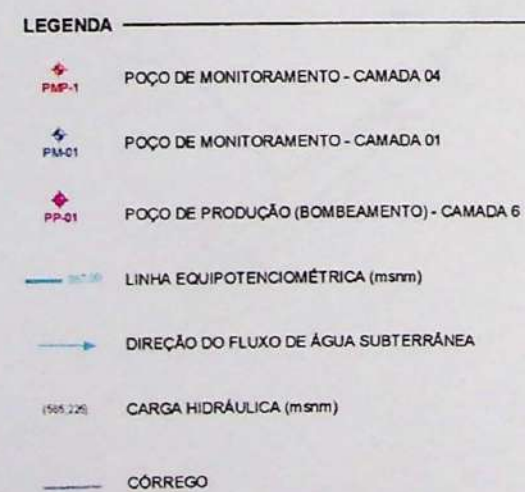 LEGENDA
PMP-1 POÇO DE MONITORAMENTO - CAMADA 04
PM-01 POÇO DE MONITORAMENTO - CAMADA 01
PP-01 POÇO DE PRODUÇÃO (BOMBEAMENTO) - CAMADA 6
LINHA EQUIPOTENCIOMÉTRICA (msnm)
DIREÇÃO DO FLUXO DE ÁGUA SUBTERRÂNEA
CARGA HIDRÁULICA (msnm)
CÓRREGO